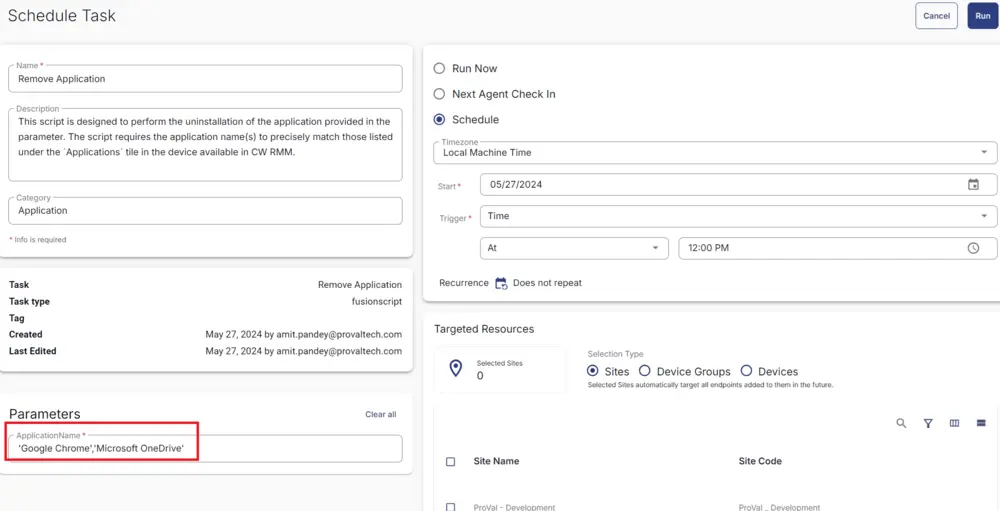 Schedule Task
Cancel
Run
Name *
Remove Application
Description
This script is designed to perform the uninstallation of the application provided in the
parameter. The script requires the application name(s) to precisely match those listed
under the `Applications` tile in the device available in CW RMM.
Category
Application
* Info is required
Task Remove Application
Task type fusionscript
Tag
Created May 27, 2024 by amit.pandey@provaltech.com
Last Edited May 27, 2024 by amit.pandey@provaltech.com
Parameters
Clear all
ApplicationName *
'Google Chrome','Microsoft OneDrive'
Run Now
Next Agent Check In
Schedule
Timezone
Local Machine Time
Start * 05/27/2024
Trigger * Time
At 12:00 PM
Recurrence Does not repeat
Targeted Resources
Selected Sites
0
Selection Type
Sites Device Groups Devices
Selected Sites automatically target all endpoints added to them in the future.
Site Name Site Code
ProVal - Development ProVal _ Development